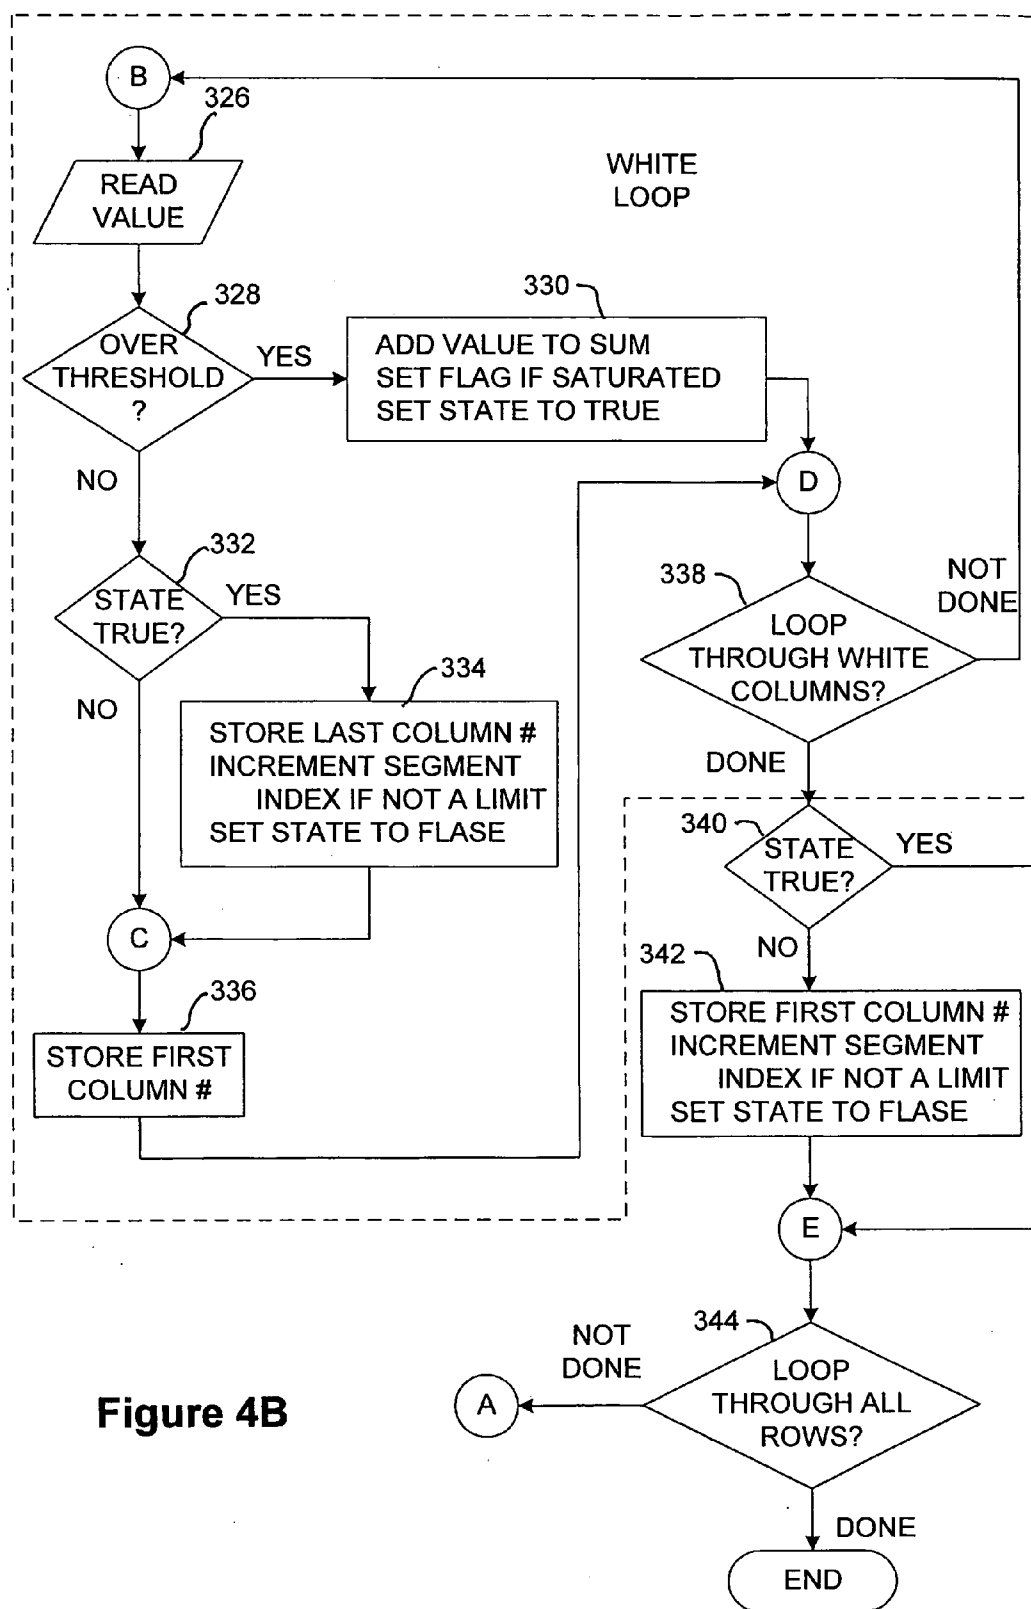 B
326
WHITE
LOOP
READ
VALUE
328
330
OVER
THRESHOLD
?
YES
ADD VALUE TO SUM
SET FLAG IF SATURATED
SET STATE TO TRUE
NO
D
332
STATE
TRUE?
YES
338
NOT
DONE
LOOP
THROUGH WHITE
COLUMNS?
NO
334
STORE LAST COLUMN #
INCREMENT SEGMENT
INDEX IF NOT A LIMIT
SET STATE TO FLASE
DONE
340
STATE
TRUE?
YES
C
NO
342
336
STORE FIRST
COLUMN #
STORE FIRST COLUMN #
INCREMENT SEGMENT
INDEX IF NOT A LIMIT
SET STATE TO FLASE
E
344
NOT
DONE
LOOP
THROUGH ALL
ROWS?
A
Figure 4B
DONE
END